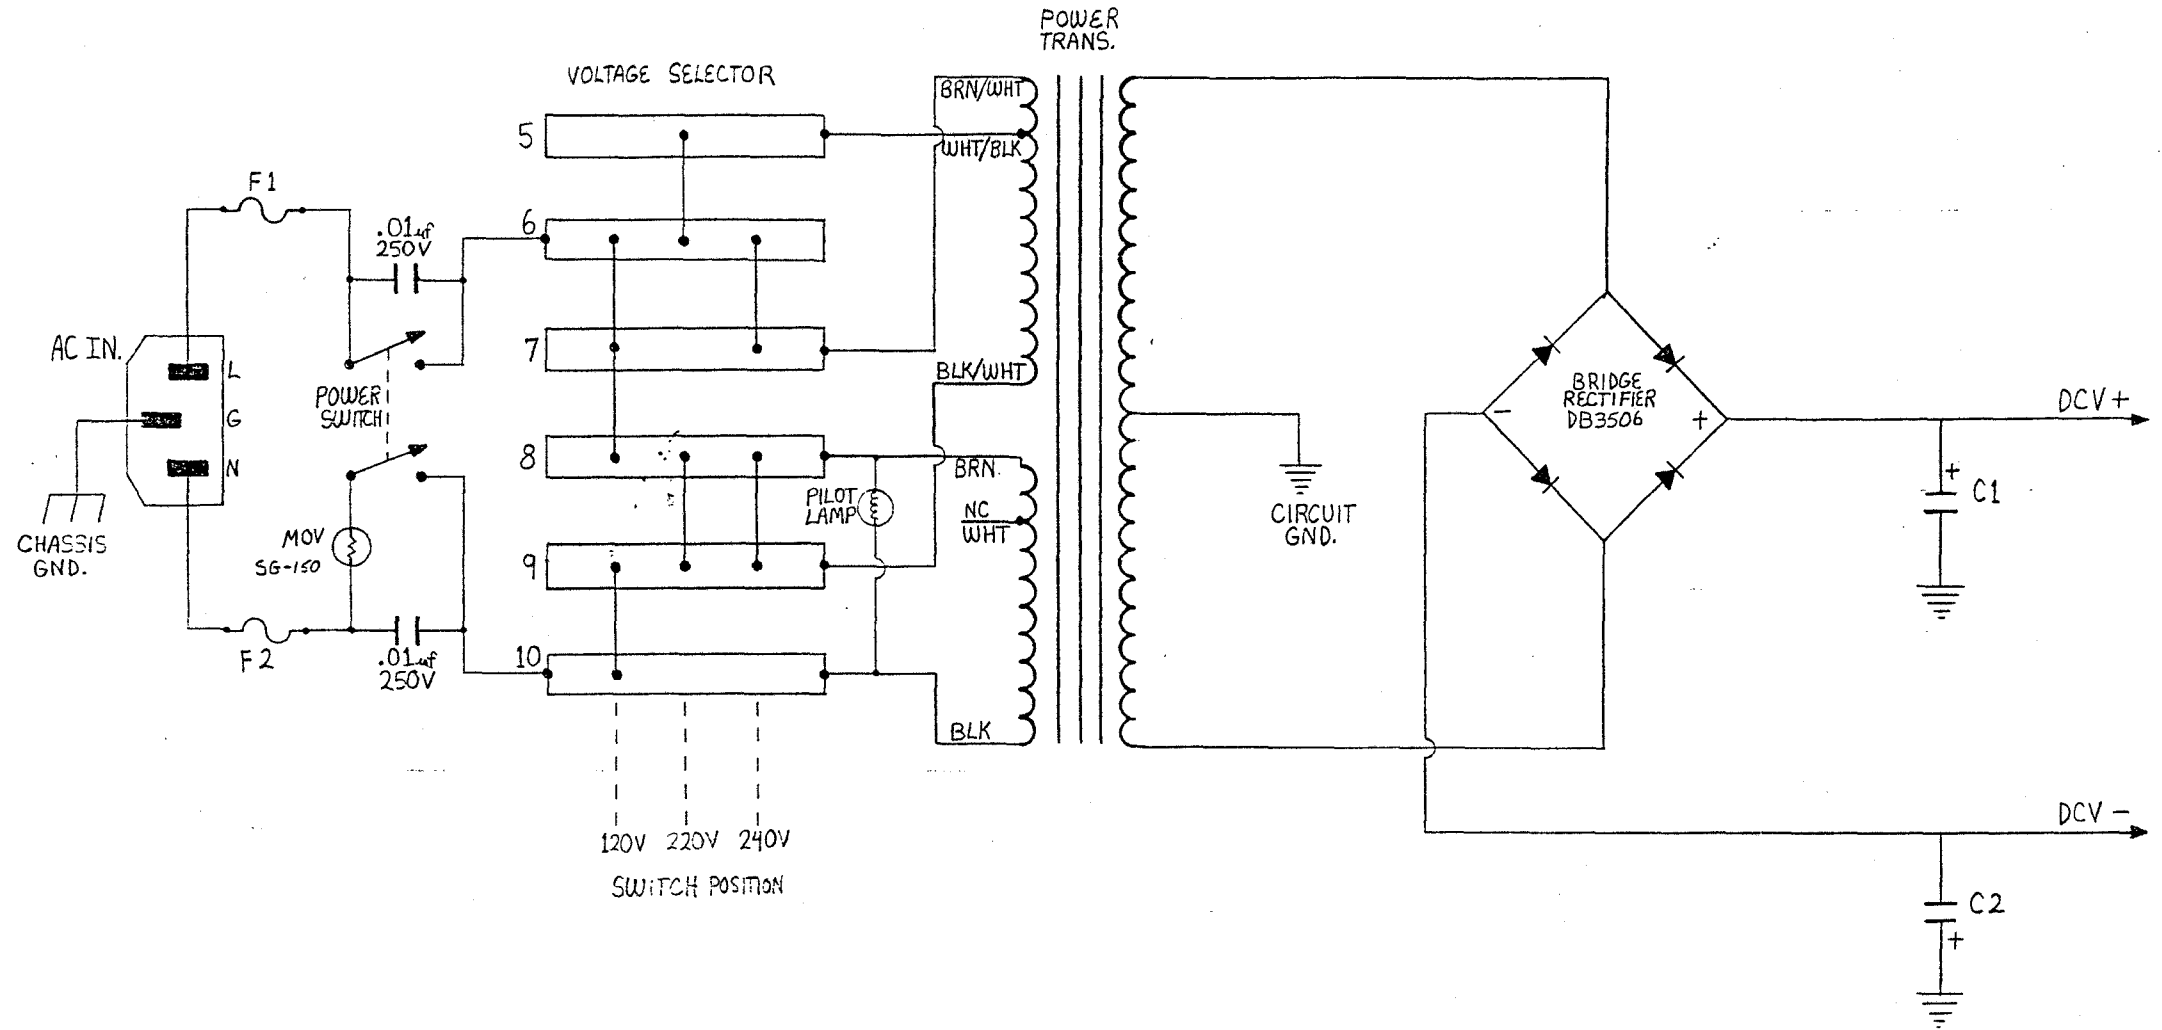 POWER
TRANS.
VOLTAGE SELECTOR
BRN/WHT
5
WHT/BLK
F1
6
.01uf
250V
AC IN.
7
L
BLK/WHT
POWER
SWITCH
G
BRIDGE
RECTIFIER
DB3506
-
+
DCV+
8
N
BRN.
PILOT
LAMP
NC
WHT
CIRCUIT
GND.
+
C1
CHASSIS
GND.
MOV
SG-150
9
F2
.01uf
250V
10
BLK
120V 220V 240V
SWITCH POSITION
DCV -
C2
+